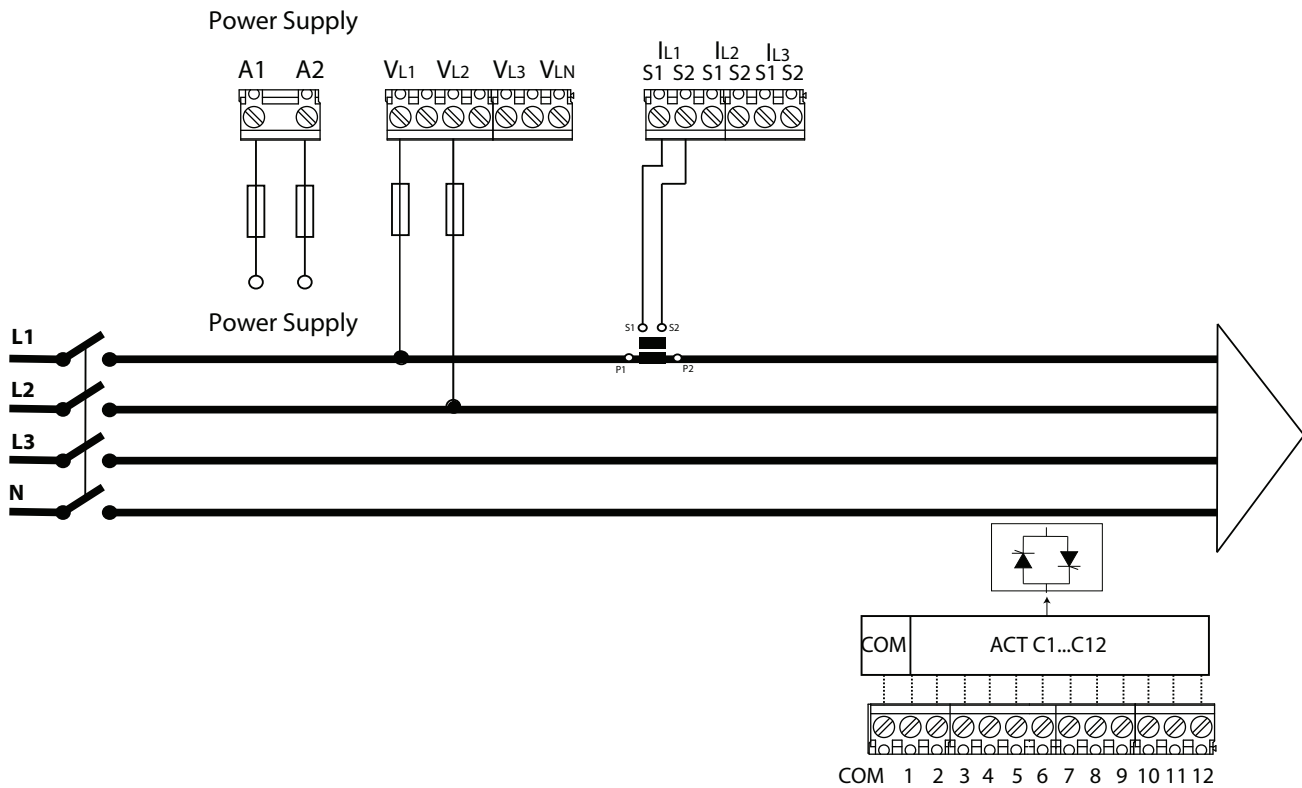 Power Supply
A1 A2
VL1 VL2 VL3 VLN
IL1 IL2 IL3
S1 S2 S1 S2 S1 S2
Power Supply
S1 S2
L1
P1 P2
L2
L3
N
COM ACT C1...C12
COM 1 2 3 4 5 6 7 8 9 10 11 12